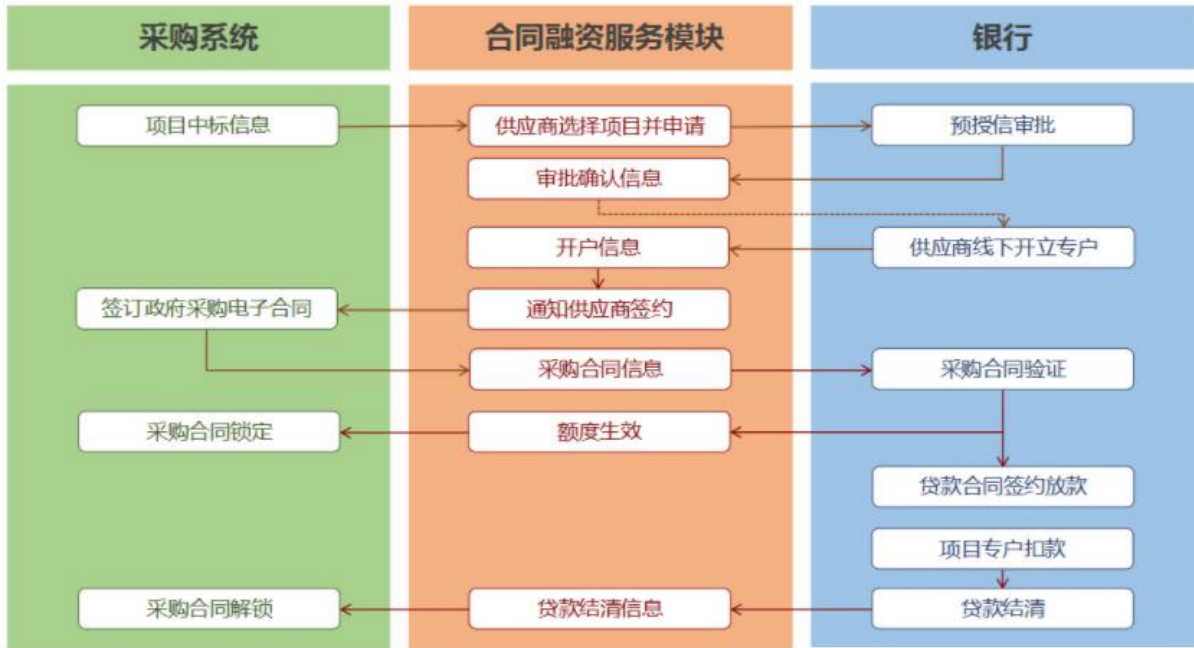 采购系统
合同融资服务模块
银行
项目中标信息
供应商选择项目并申请
预授信审批
审批确认信息
开户信息
供应商线下开立专户
签订政府采购电子合同
通知供应商签约
采购合同信息
采购合同验证
采购合同锁定
额度生效
贷款合同签约放款
项目专户扣款
采购合同解锁
贷款结清信息
贷款结清